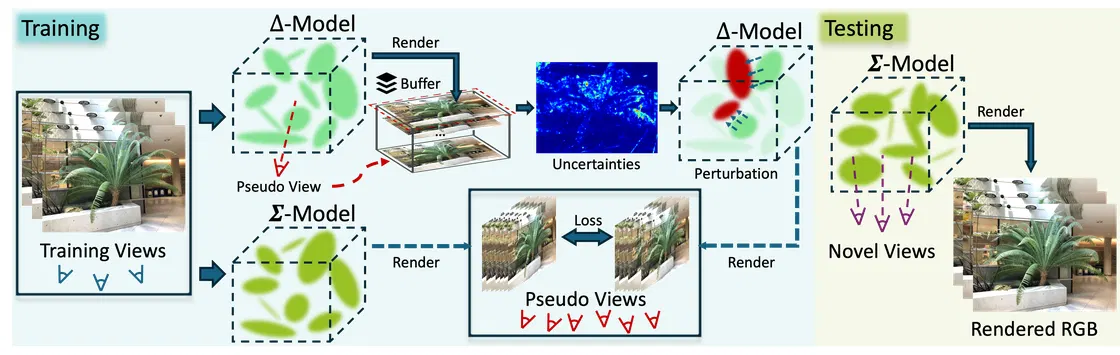 Training
Δ-Model
Render
Buffer
...
...
Pseudo View
Uncertainties
Δ-Model
Perturbation
Training Views
Σ-Model
Render
Loss
Render
Pseudo Views
Testing
Σ-Model
Render
Novel Views
Rendered RGB